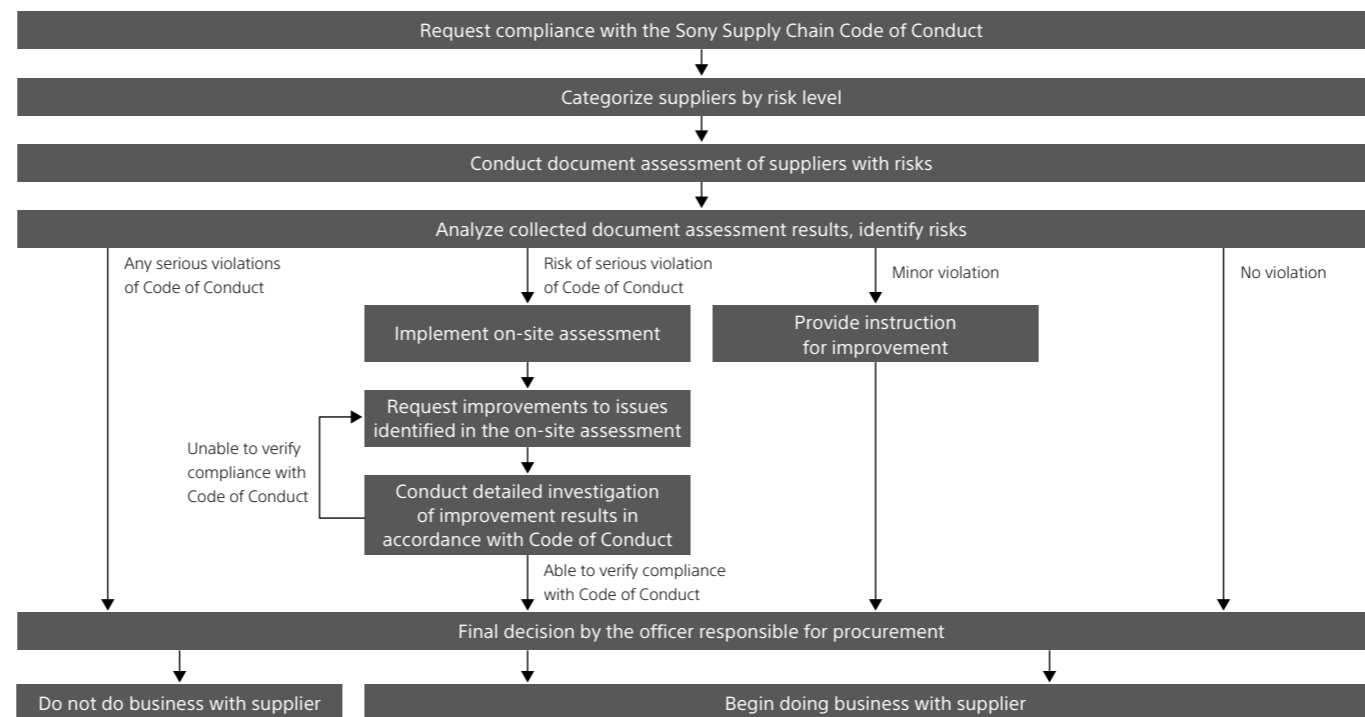 Request compliance with the Sony Supply Chain Code of Conduct
Categorize suppliers by risk level
Conduct document assessment of suppliers with risks
Analyze collected document assessment results, identify risks
Any serious violations
of Code of Conduct
Risk of serious violation
of Code of Conduct
Minor violation
No violation
Implement on-site assessment
Provide instruction
for improvement
Request improvements to issues
identified in the on-site assessment
Unable to verify
compliance with
Code of Conduct
Conduct detailed investigation
of improvement results in
accordance with Code of Conduct
Able to verify compliance
with Code of Conduct
Final decision by the officer responsible for procurement
Do not do business with supplier
Begin doing business with supplier